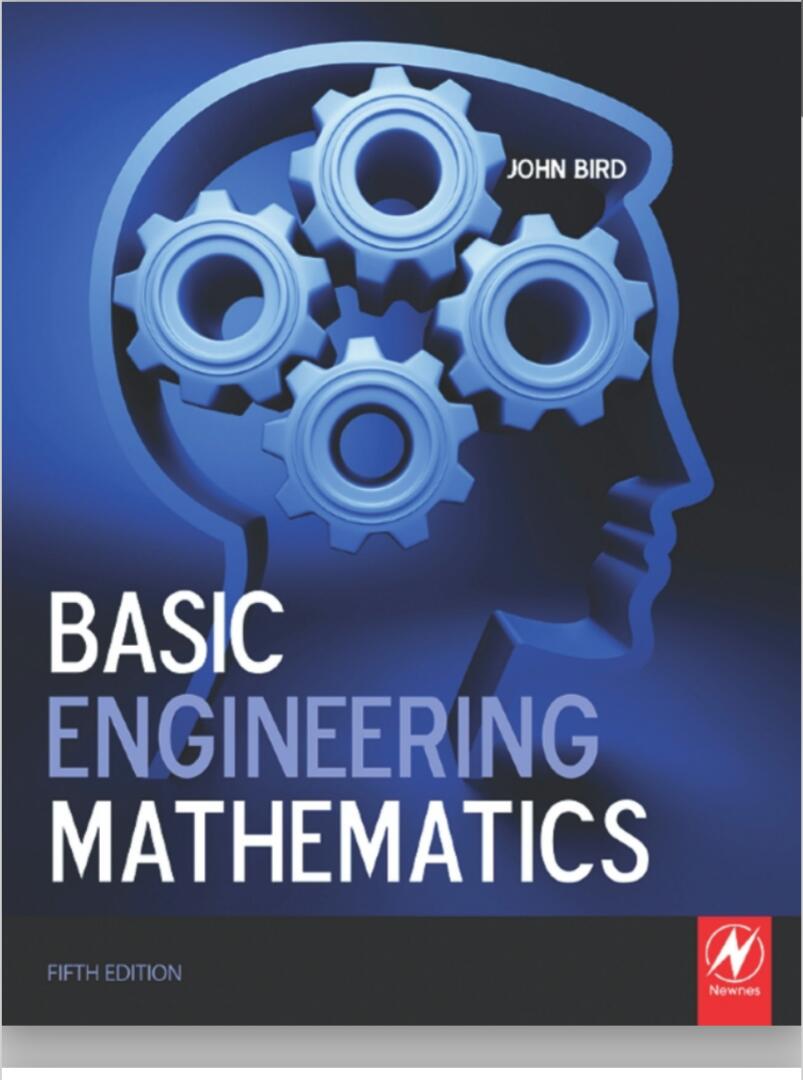 JOHN BIRD
BASIC
ENGINEERING
MATHEMATICS
FIFTH EDITION
Newnes